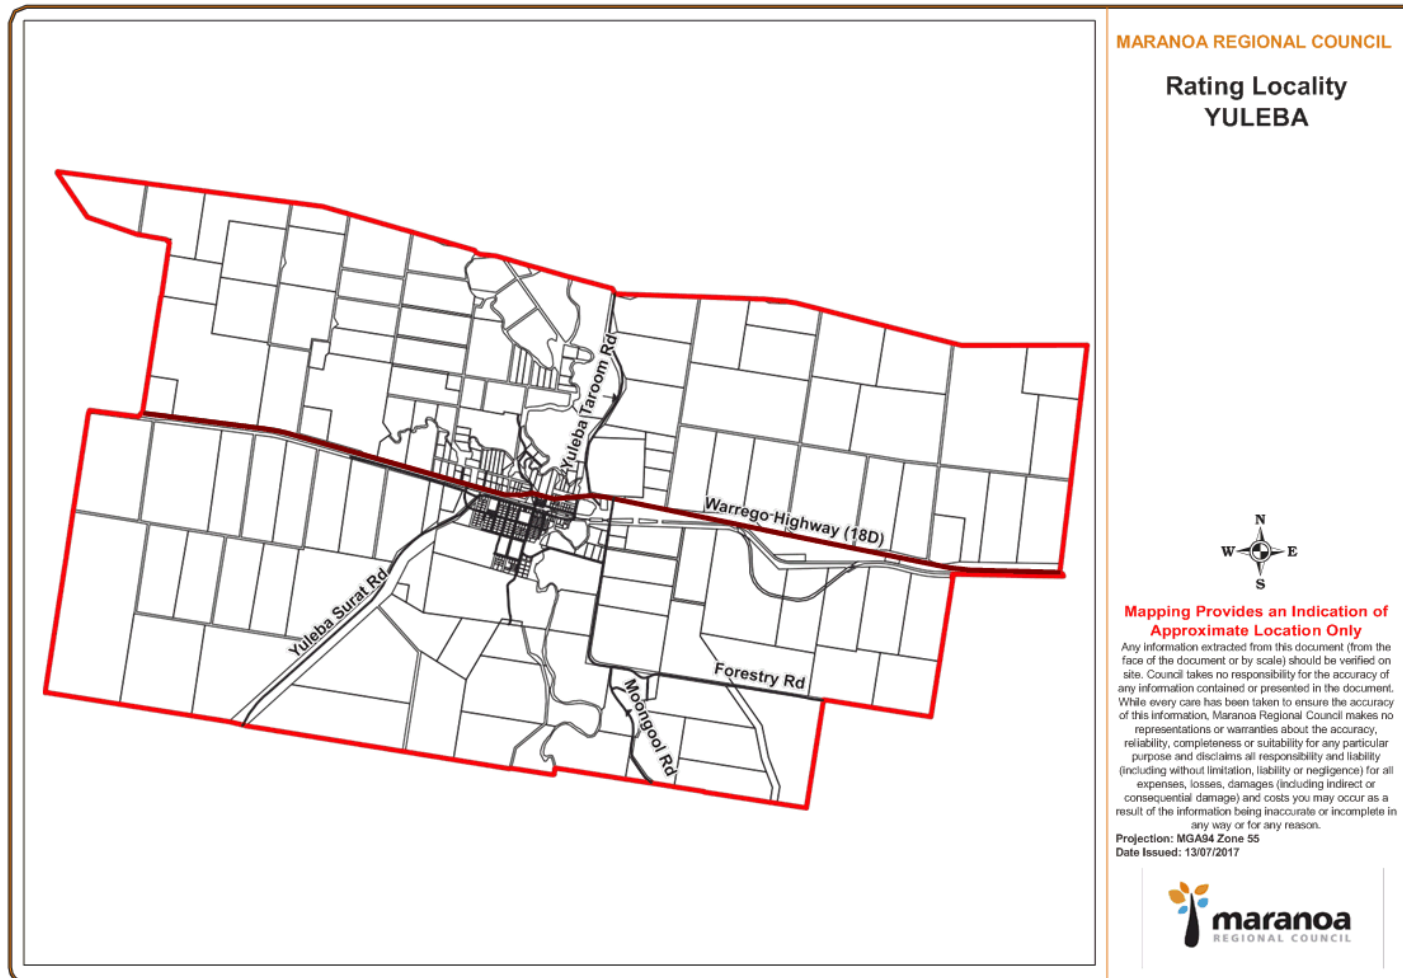 MARANOA REGIONAL COUNCIL
Rating Locality
YULEBA
Yuleba Taroom Rd
Warrego Highway (18D)
Yuleba Surat Rd
Forestry Rd
Moongool Rd
N
W
E
S
Mapping Provides an Indication of
Approximate Location Only
Any information extracted from this document (from the
face of the document or by scale) should be verified on
site. Council takes no responsibility for the accuracy of
any information contained or presented in the document.
While every care has been taken to ensure the accuracy
of this information, Maranoa Regional Council makes no
representations or warranties about the accuracy,
reliability, completeness or suitability for any particular
purpose and disclaims all responsibility and liability
(including without limitation, liability or negligence) for all
expenses, losses, damages (including indirect or
consequential damage) and costs you may occur as a
result of the information being inaccurate or incomplete in
any way or for any reason.
Projection: MGA94 Zone 55
Date Issued: 13/07/2017
maranoa
REGIONAL COUNCIL